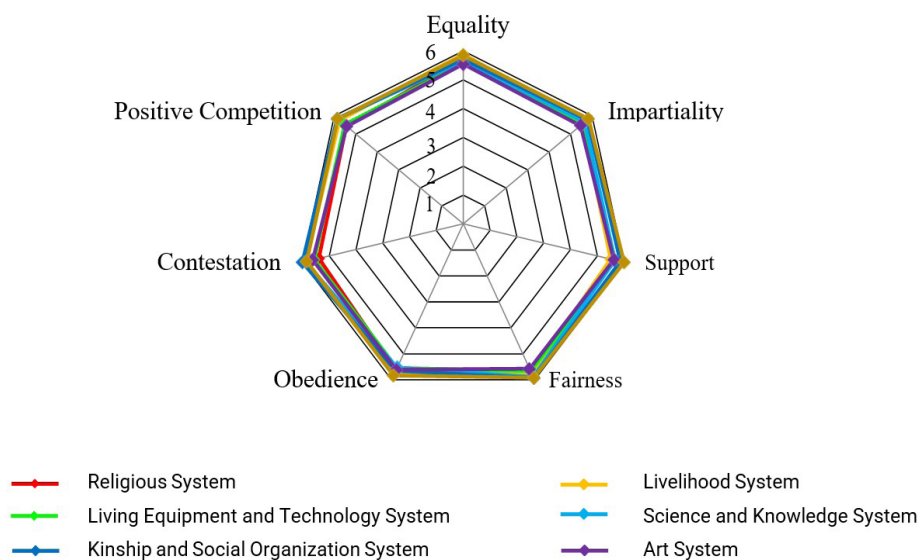 Equality
6
5
Positive Competition
Impartiality
4
3
2
1
Contestation
Support
Obedience
Fairness
Religious System
Livelihood System
Living Equipment and Technology System
Science and Knowledge System
Kinship and Social Organization System
Art System